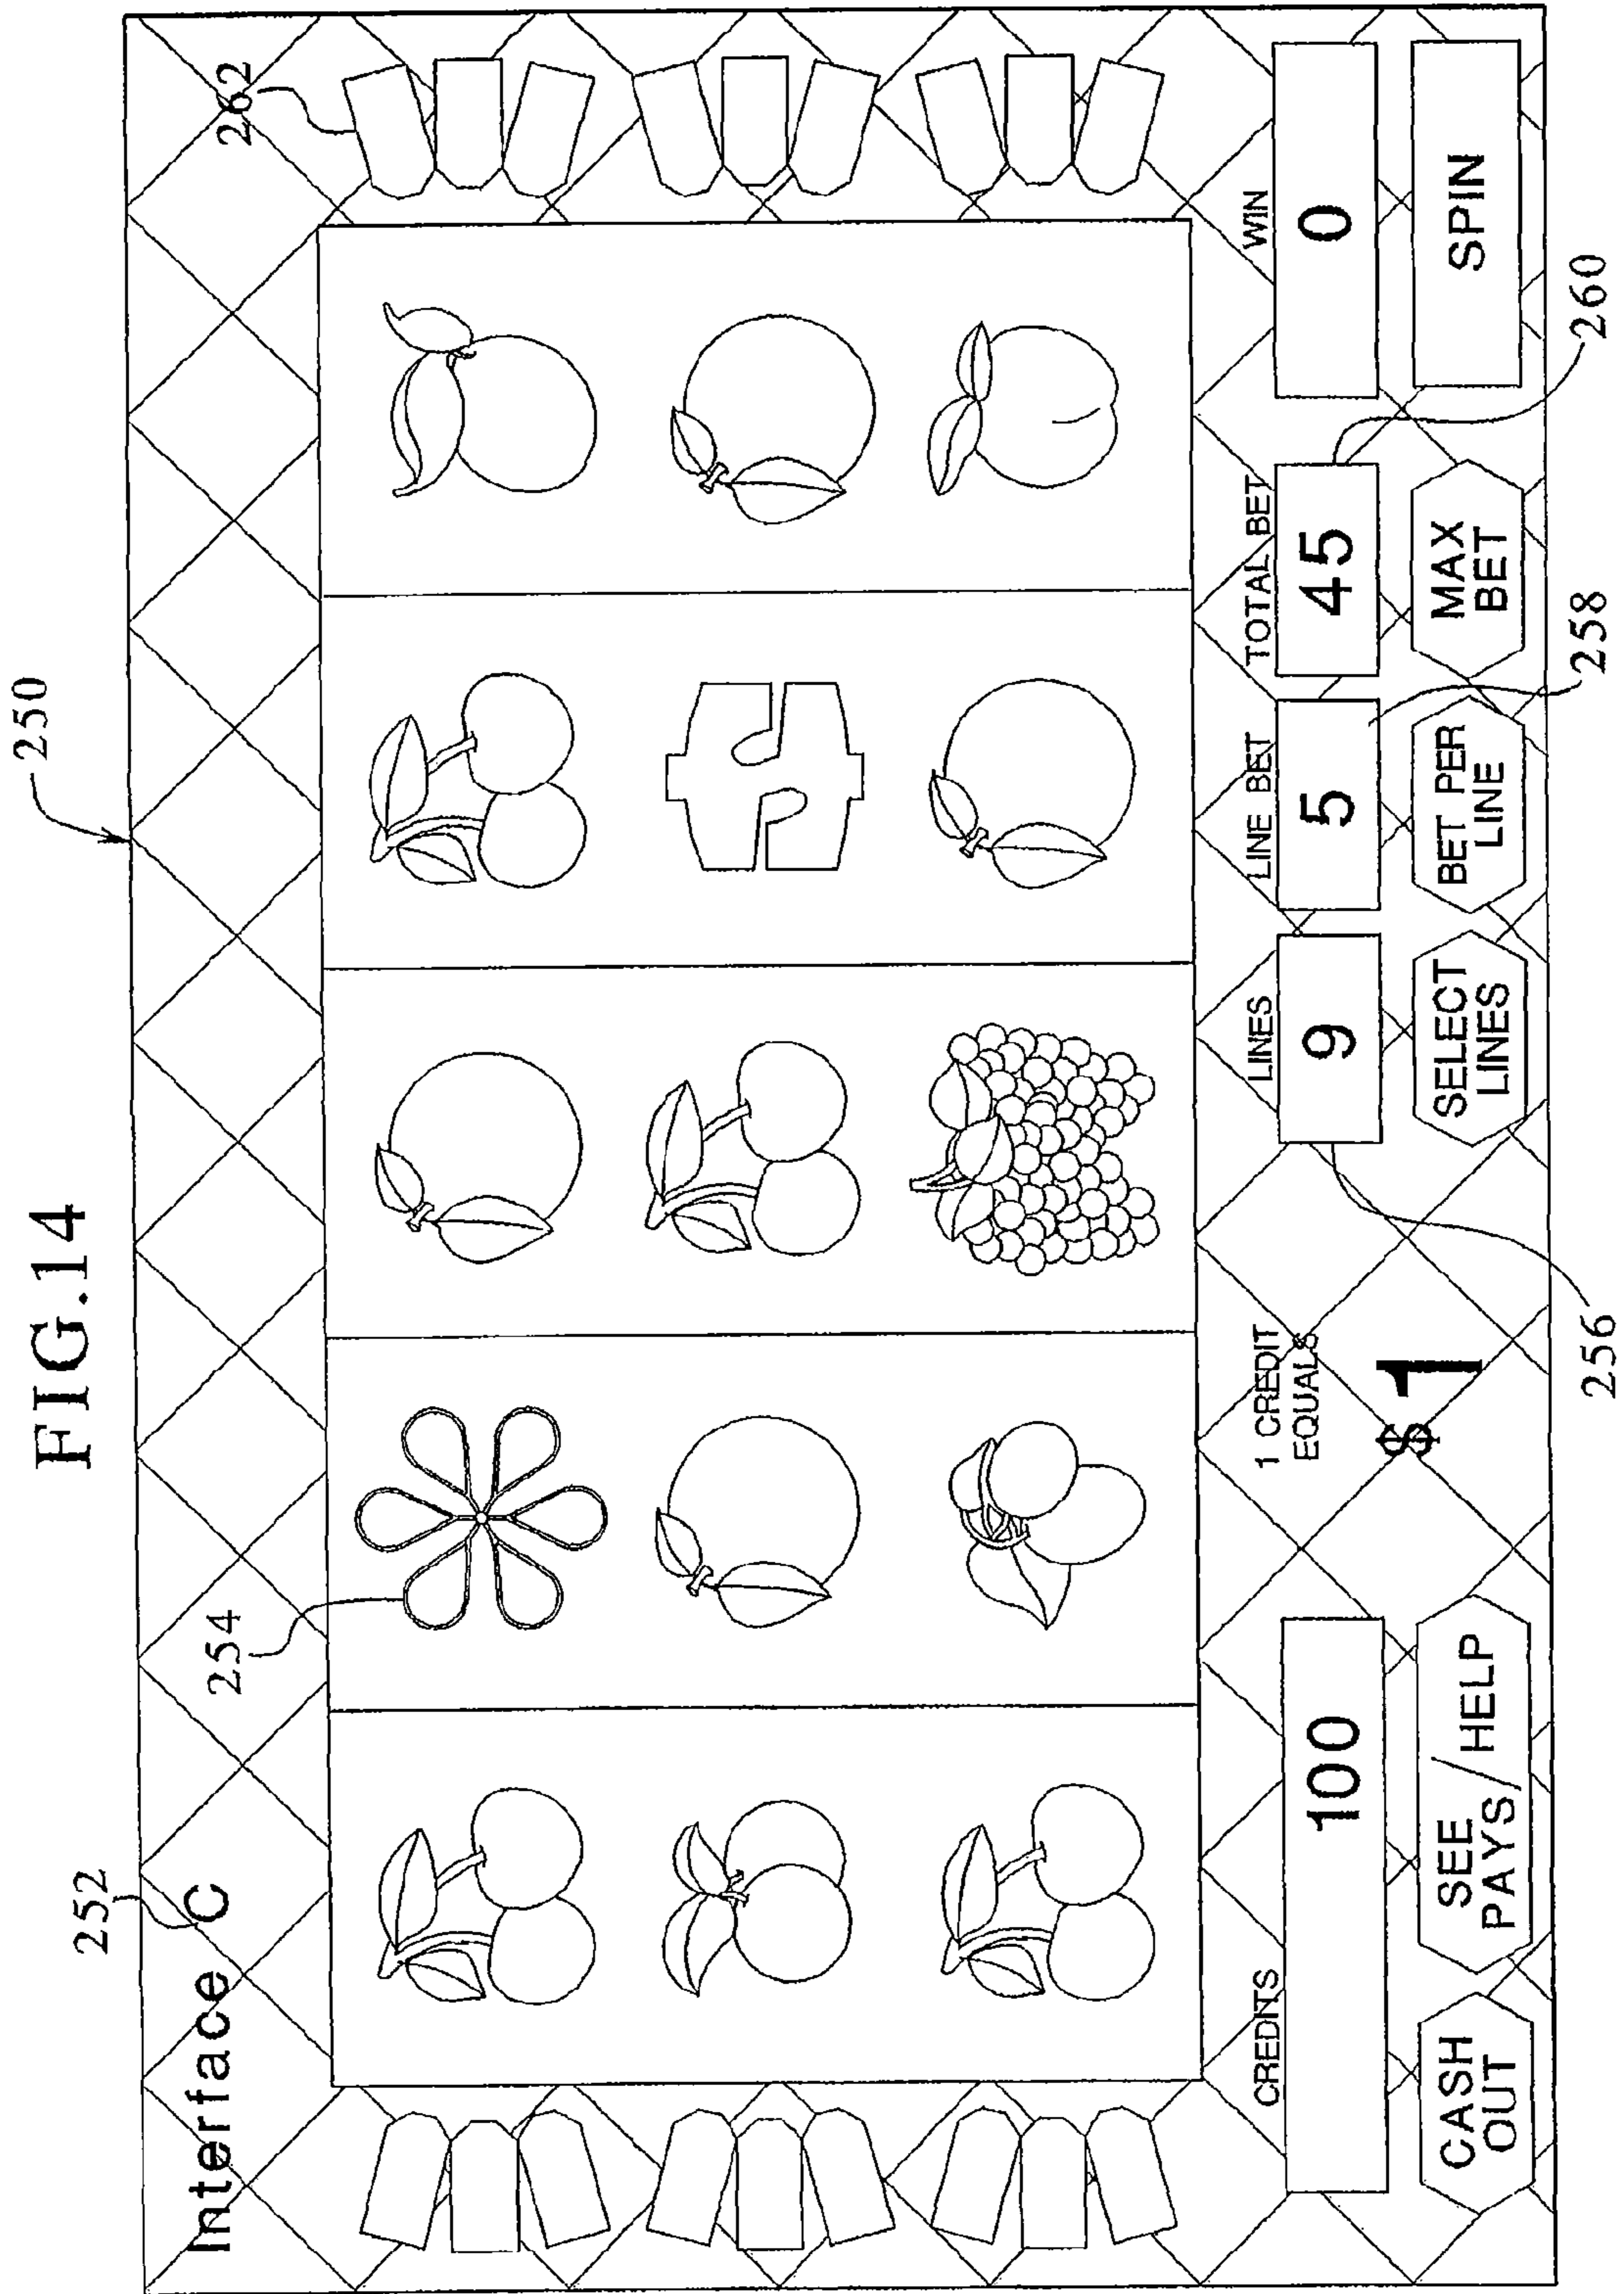 FIG.14
250
252
Interface C
254
262
CREDITS
100
1 CREDIT
EQUALS
$1
LINES
9
LINE BET
5
TOTAL BET
45
WIN
0
CASH
OUT
SEE
PAYS/HELP
SELECT
LINES
BET PER
LINE
MAX
BET
SPIN
256
258
260